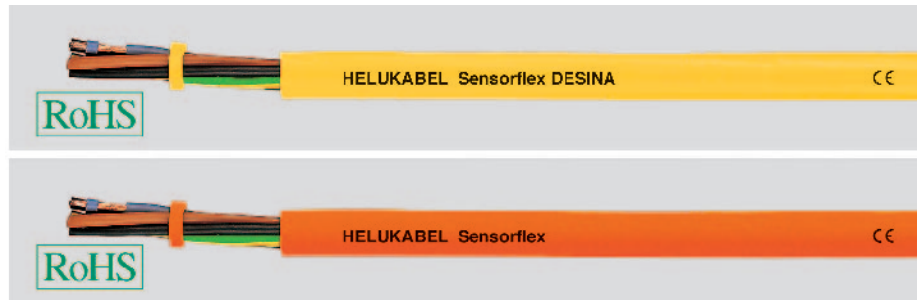 HELUKABEL Sensorflex DESINA CE
RoHS
HELUKABEL Sensorflex CE
RoHS